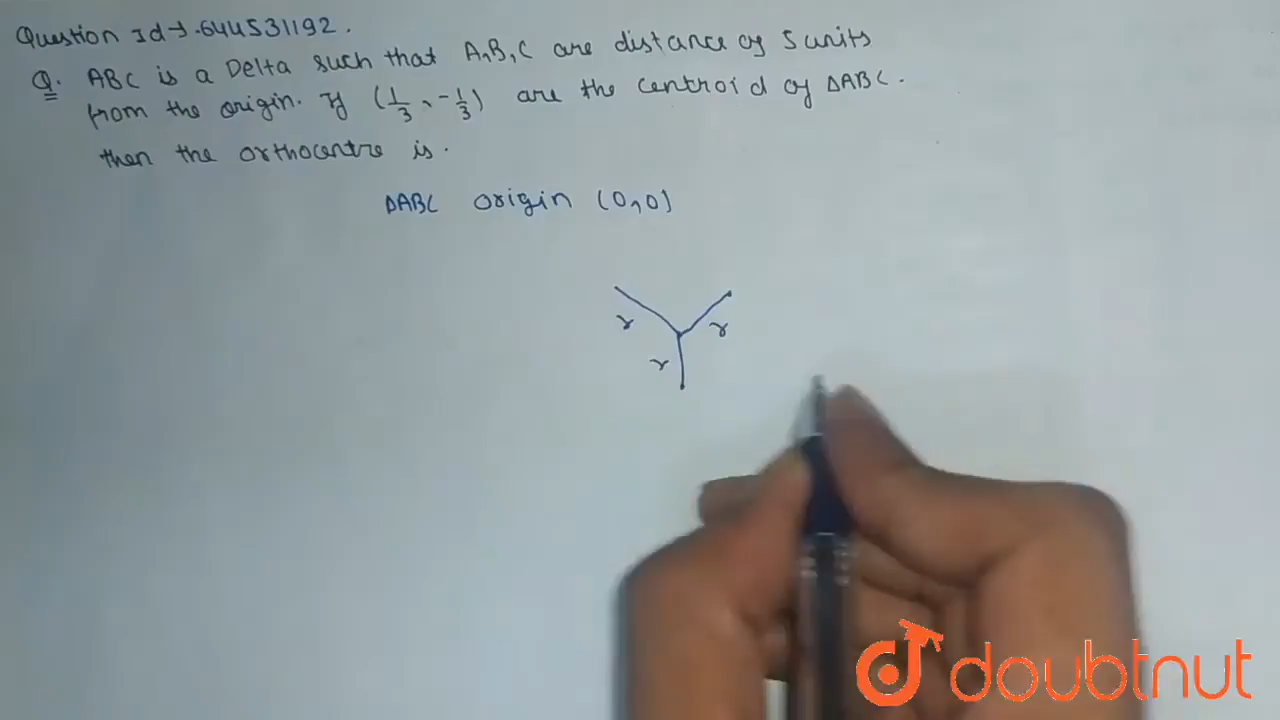 Question Id → 644531192.
Q. ABC is a Delta such that A,B,C are distance of 5 units
from the origin. If (1/3, -1/3) are the centroid of ΔABC.
then the orthocentre is.
ΔABC origin (0,0)
r r
r
doubtnut